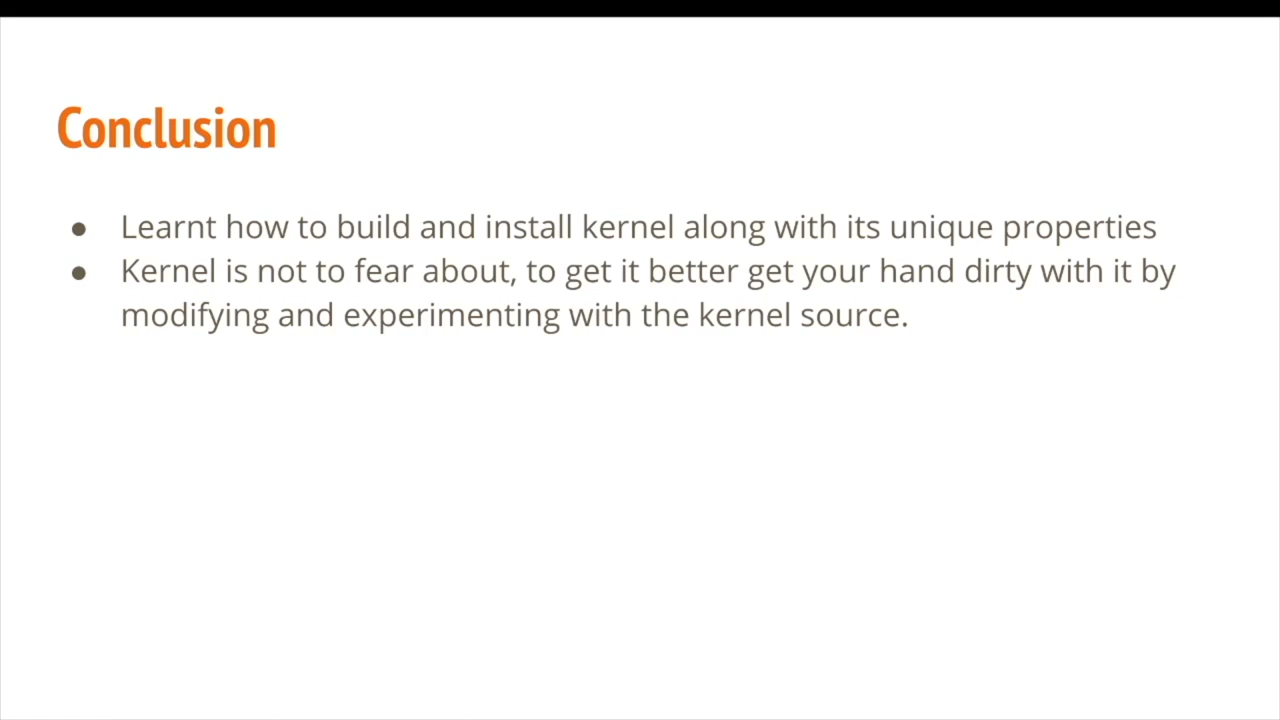 Conclusion
● Learnt how to build and install kernel along with its unique properties
● Kernel is not to fear about, to get it better get your hand dirty with it by
modifying and experimenting with the kernel source.